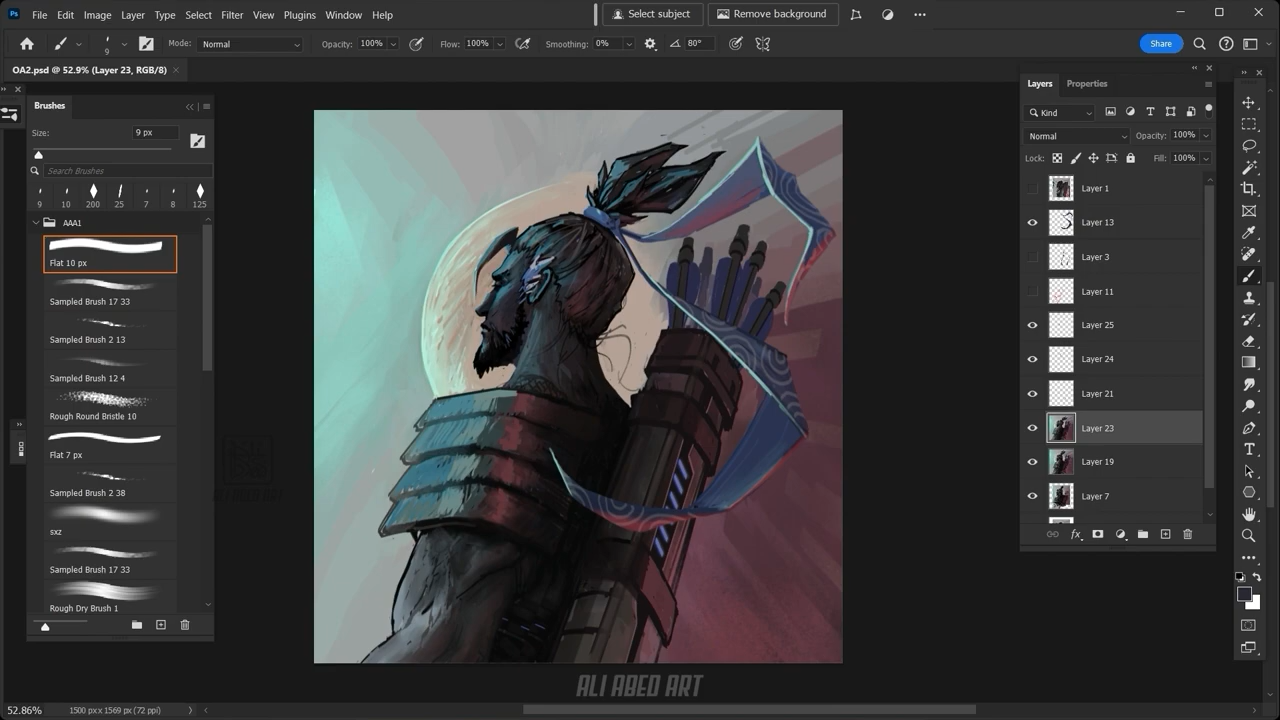 Ps File Edit Image Layer Type Select Filter View Plugins Window Help Select subject Remove background
9 Mode: Normal Opacity: 100% Flow: 100% Smoothing: 0% 80° Share
OA2.psd @ 52.9% (Layer 23, RGB/8)
Brushes
Size: 9 px
Search Brushes
9 10 200 25 7 8 125
AAA1
Flat 10 px
Sampled Brush 17 33
Sampled Brush 2 13
Sampled Brush 12 4
Rough Round Bristle 10
Flat 7 px
Sampled Brush 2 38
sxz
Sampled Brush 17 33
Rough Dry Brush 1
ALI ABED ART
Layers Properties
Kind
Normal Opacity: 100%
Lock: Fill: 100%
Layer 1
Layer 13
Layer 3
Layer 11
Layer 25
Layer 24
Layer 21
Layer 23
Layer 19
Layer 7
fx
ALI ABED ART
52.86% 1500 px x 1569 px (72 ppi)